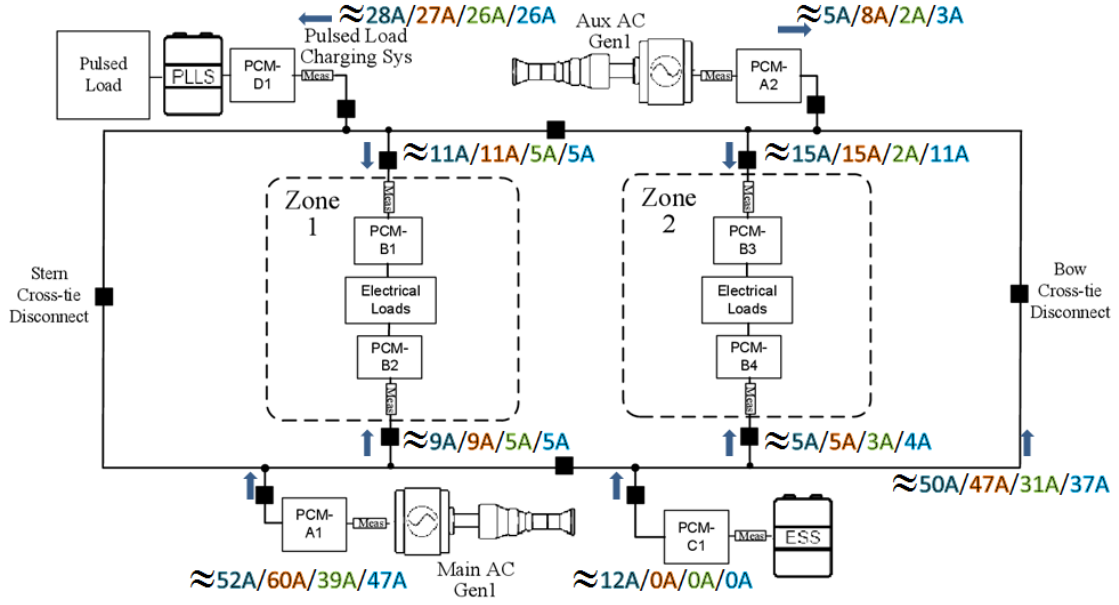 ≈28A/27A/26A/26A
Pulsed Load
Charging Sys
Pulsed
Load
PLLS
PCM-
D1
Meas
Aux AC
Gen1
≈5A/8A/2A/3A
Meas
PCM-
A2
≈11A/11A/5A/5A
≈15A/15A/2A/11A
Zone
1
Meas
PCM-
B1
Electrical
Loads
PCM-
B2
Meas
Zone
2
Meas
PCM-
B3
Electrical
Loads
PCM-
B4
Meas
Stern
Cross-tie
Disconnect
Bow
Cross-tie
Disconnect
≈9A/9A/5A/5A
≈5A/5A/3A/4A
≈50A/47A/31A/37A
PCM-
A1
Meas
Main AC
Gen1
≈52A/60A/39A/47A
PCM-
C1
Meas
ESS
≈12A/0A/0A/0A